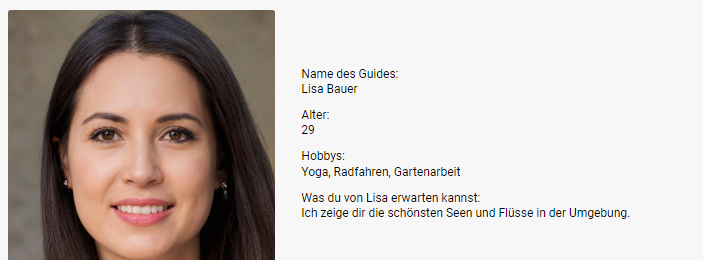 Name des Guides:
Lisa Bauer
Alter:
29
Hobbys:
Yoga, Radfahren, Gartenarbeit
Was du von Lisa erwarten kannst:
Ich zeige dir die schönsten Seen und Flüsse in der Umgebung.